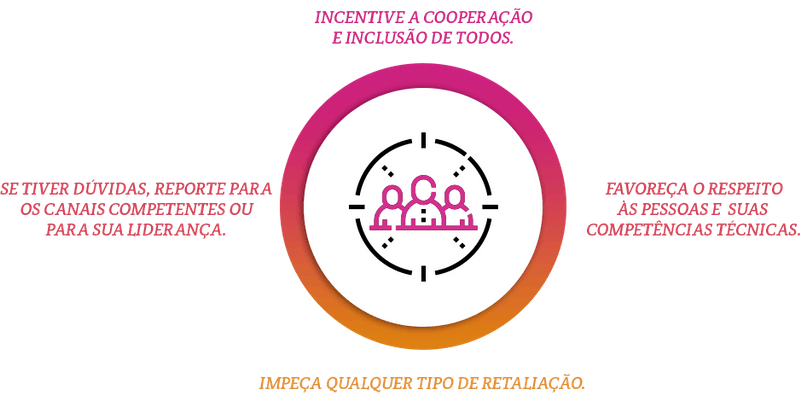 INCENTIVE A COOPERAÇÃO
E INCLUSÃO DE TODOS.
SE TIVER DÚVIDAS, REPORTE PARA
OS CANAIS COMPETENTES OU
PARA SUA LIDERANÇA.
FAVOREÇA O RESPEITO
ÀS PESSOAS E SUAS
COMPETÊNCIAS TÉCNICAS.
IMPEÇA QUALQUER TIPO DE RETALIAÇÃO.